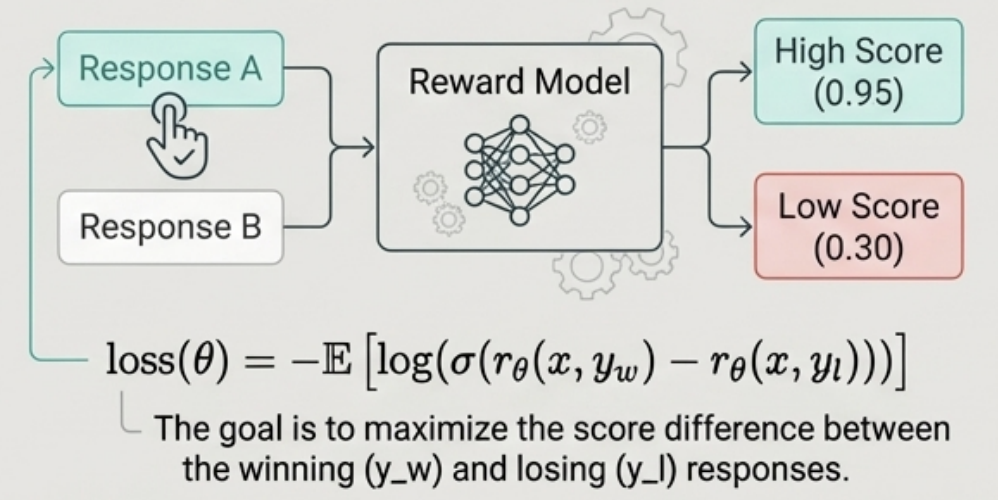 Response A
Response B
Reward Model
High Score
(0.95)
Low Score
(0.30)
loss(θ) = −𝔼 [log(σ(r_θ(x, y_w) − r_θ(x, y_l)))]
The goal is to maximize the score difference between
the winning (y_w) and losing (y_l) responses.